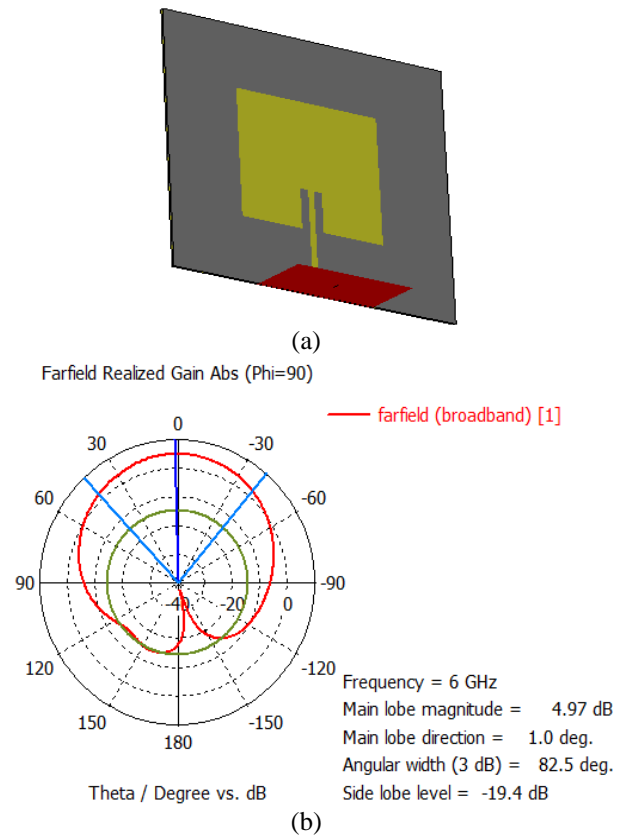 (a)
Farfield Realized Gain Abs (Phi=90)
farfield (broadband) [1]
0
30 -30
60 -60
90 -40 -20 0 -90
120 -120
150 -150
180
Frequency = 6 GHz
Main lobe magnitude = 4.97 dB
Main lobe direction = 1.0 deg.
Angular width (3 dB) = 82.5 deg.
Theta / Degree vs. dB Side lobe level = -19.4 dB
(b)